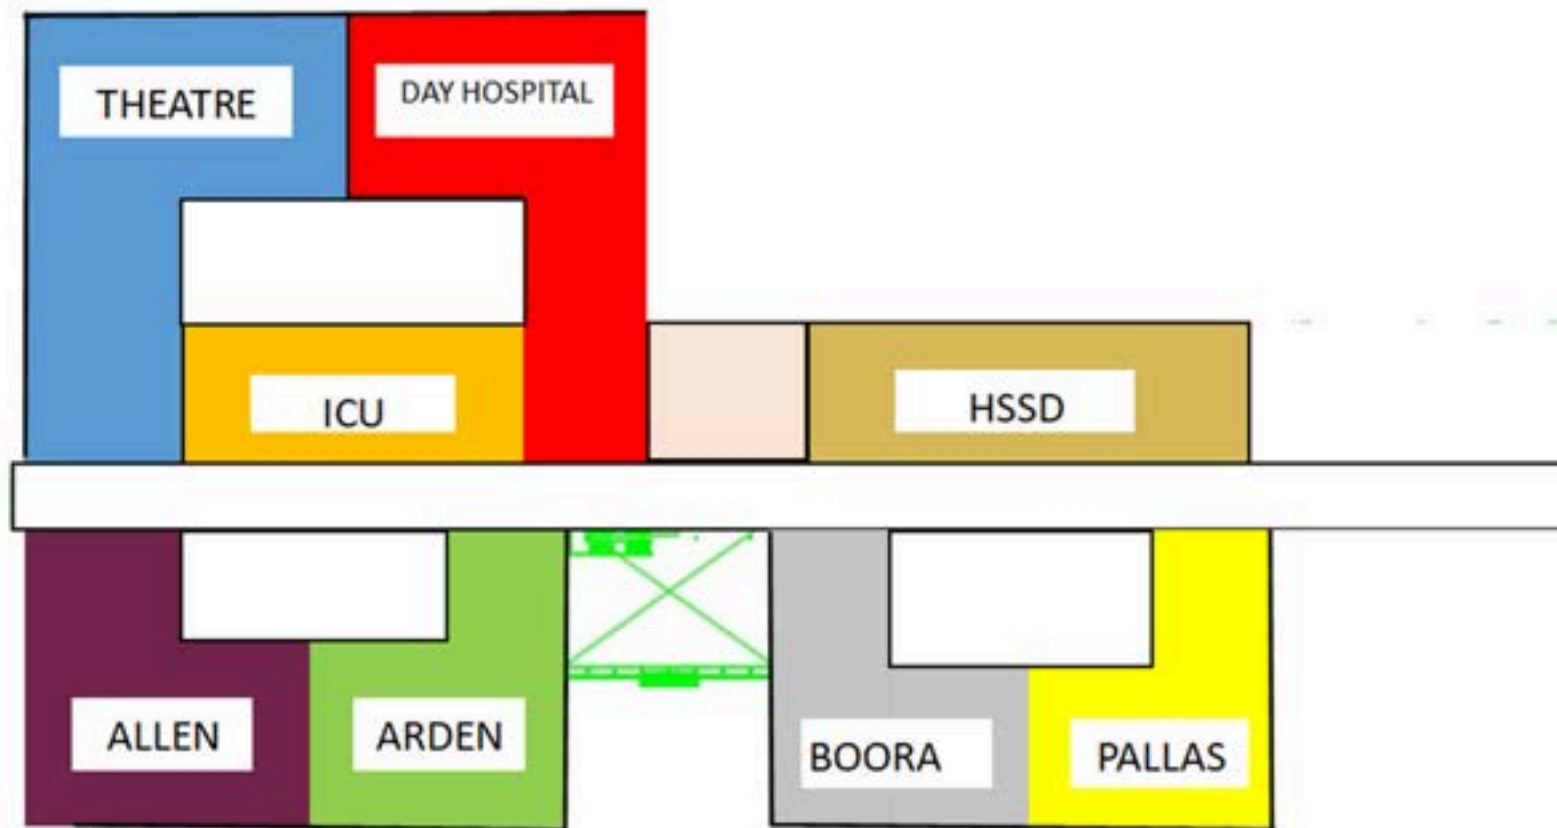 THEATRE
DAY HOSPITAL
ICU
HSSD
ALLEN
ARDEN
BOORA
PALLAS